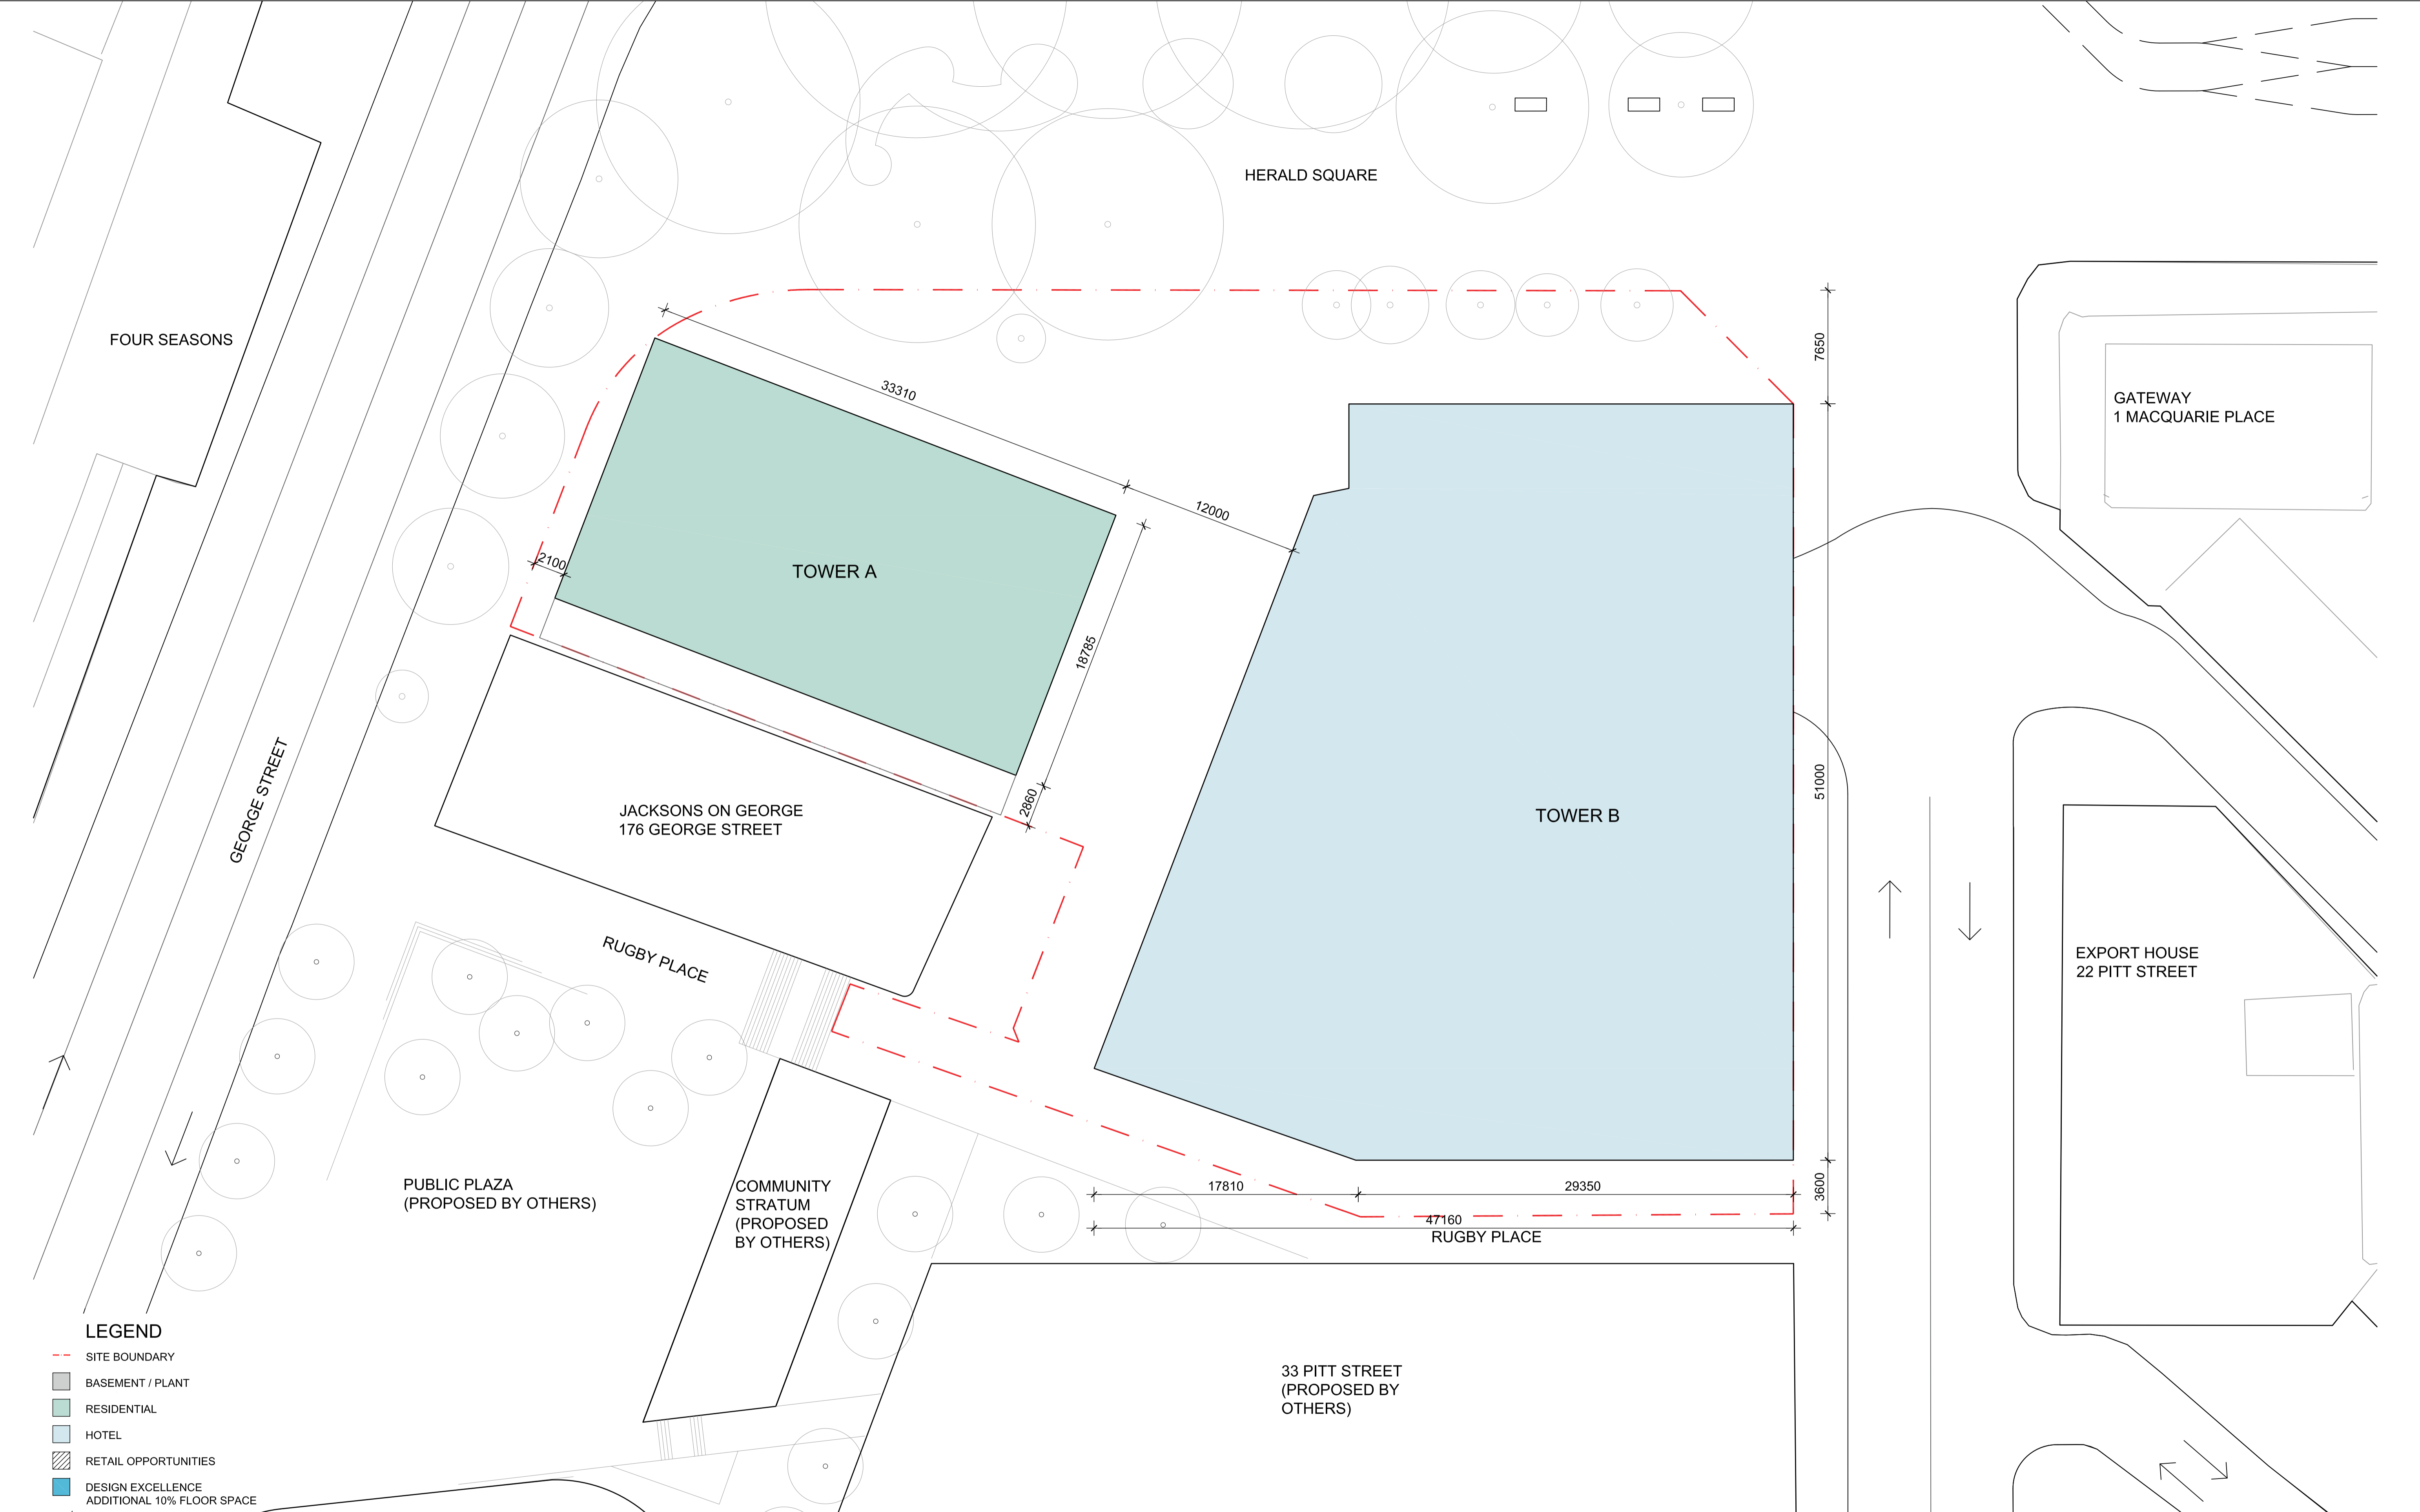 HERALD SQUARE
FOUR SEASONS
7650
33310
GATEWAY
1 MACQUARIE PLACE
12000
2100
TOWER A
18785
GEORGE STREET
51000
2860
JACKSONS ON GEORGE
176 GEORGE STREET
TOWER B
RUGBY PLACE
EXPORT HOUSE
22 PITT STREET
PUBLIC PLAZA
(PROPOSED BY OTHERS)
COMMUNITY
STRATUM
(PROPOSED
BY OTHERS)
17810
29350
3600
47160
RUGBY PLACE
33 PITT STREET
(PROPOSED BY
OTHERS)
LEGEND
SITE BOUNDARY
BASEMENT / PLANT
RESIDENTIAL
HOTEL
RETAIL OPPORTUNITIES
DESIGN EXCELLENCE
ADDITIONAL 10% FLOOR SPACE